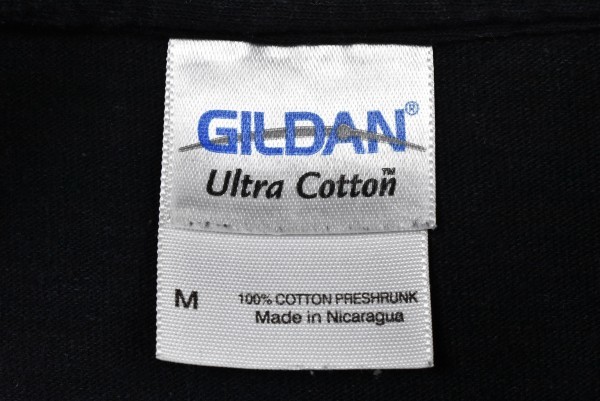 GILDAN®
Ultra Cotton™
M 100% COTTON PRESHRUNK
Made in Nicaragua